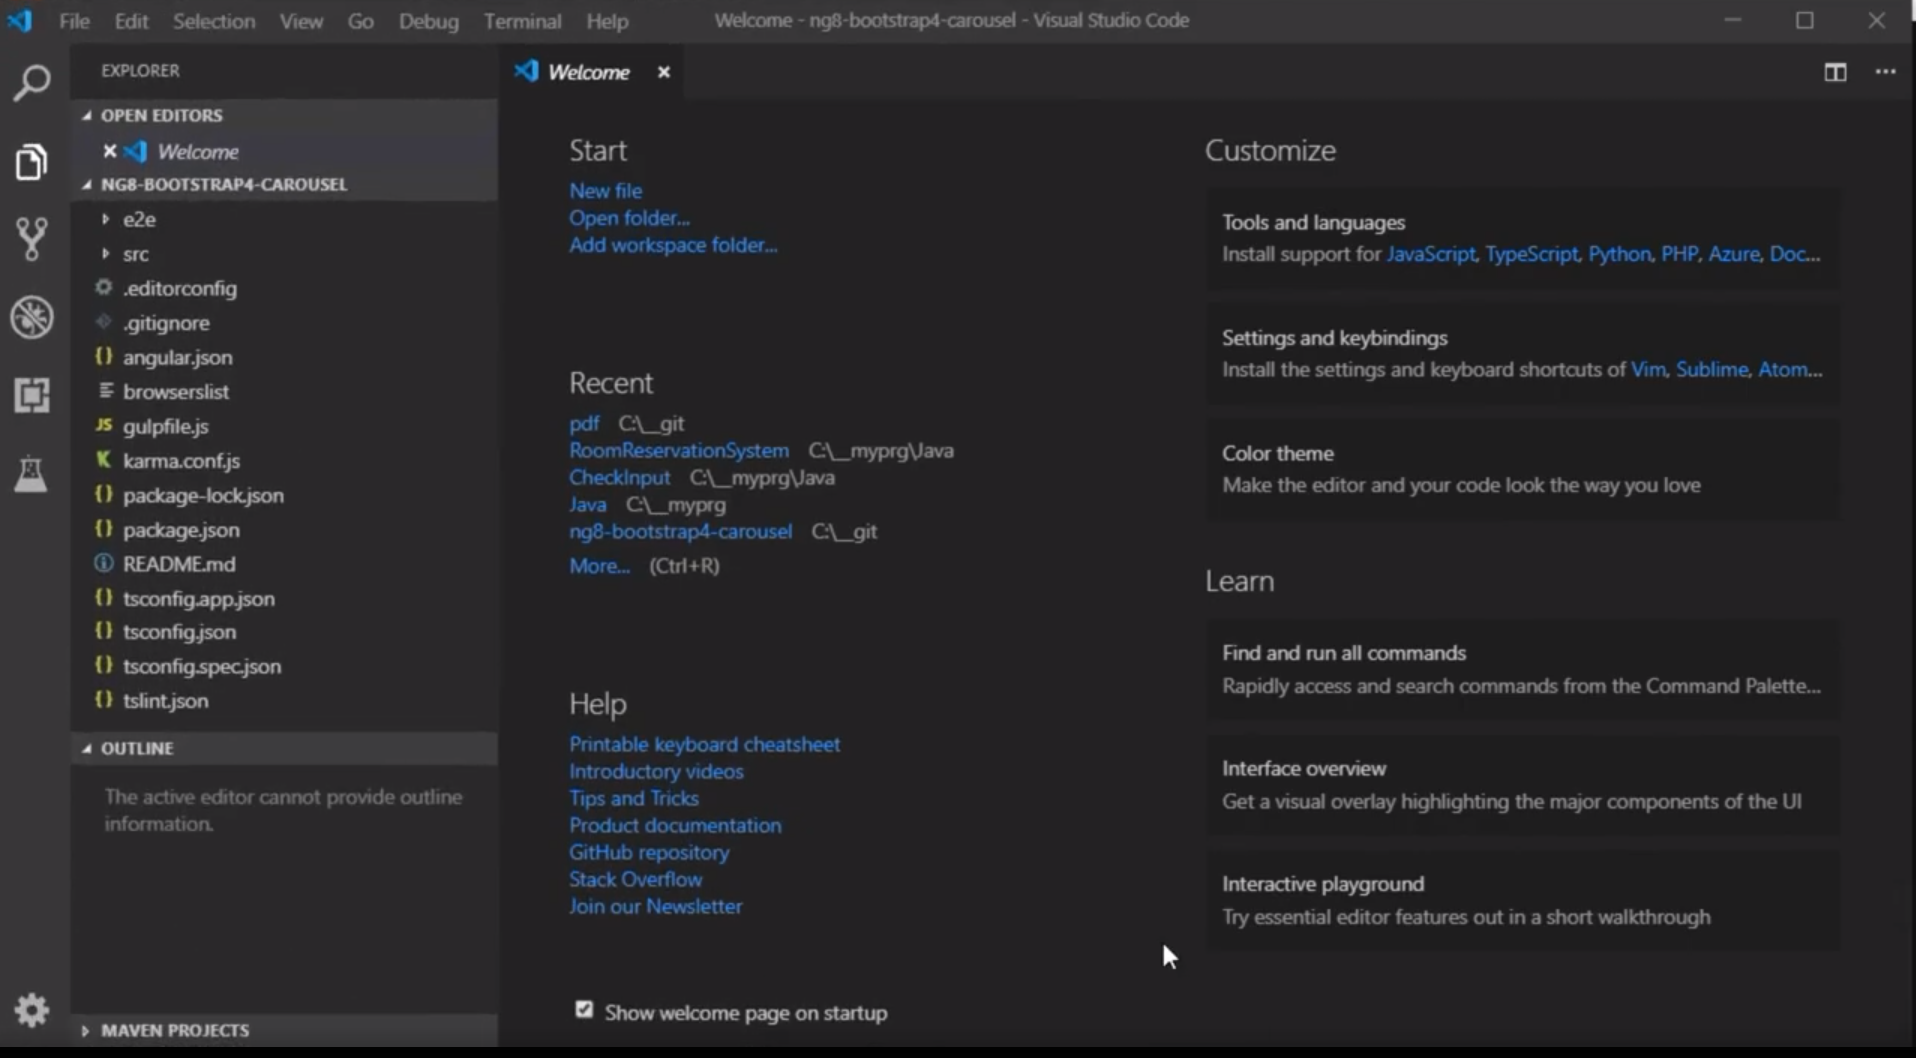 File Edit Selection View Go Debug Terminal Help Welcome - ng8-bootstrap4-carousel - Visual Studio Code
EXPLORER
OPEN EDITORS
Welcome
NG8-BOOTSTRAP4-CAROUSEL
e2e
src
.editorconfig
.gitignore
angular.json
browserslist
JS gulpfile.js
karma.conf.js
package-lock.json
package.json
README.md
tsconfig.app.json
tsconfig.json
tsconfig.spec.json
tslint.json
OUTLINE
The active editor cannot provide outline
information.
MAVEN PROJECTS
Welcome
Start
New file
Open folder...
Add workspace folder...
Recent
pdf C:\__git
RoomReservationSystem C:\__myprg\Java
CheckInput C:\__myprg\Java
Java C:\__myprg
ng8-bootstrap4-carousel C:\__git
More... (Ctrl+R)
Help
Printable keyboard cheatsheet
Introductory videos
Tips and Tricks
Product documentation
GitHub repository
Stack Overflow
Join our Newsletter
Show welcome page on startup
Customize
Tools and languages
Install support for JavaScript, TypeScript, Python, PHP, Azure, Doc...
Settings and keybindings
Install the settings and keyboard shortcuts of Vim, Sublime, Atom...
Color theme
Make the editor and your code look the way you love
Learn
Find and run all commands
Rapidly access and search commands from the Command Palette...
Interface overview
Get a visual overlay highlighting the major components of the UI
Interactive playground
Try essential editor features out in a short walkthrough